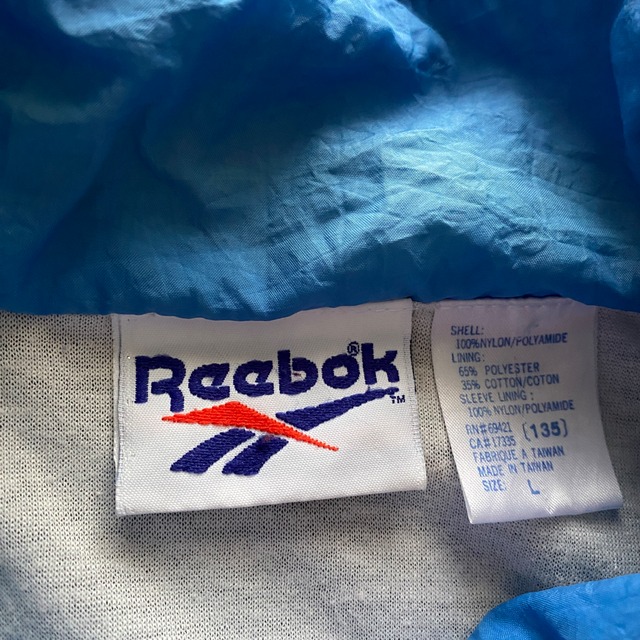 Reebok®
TM
SHELL:
100%NYLON/POLYAMIDE
LINING:
65% POLYESTER
35% COTTON/COTON
SLEEVE LINING:
100% NYLON/POLYAMIDE
RN#69421 (135)
CA#17335
FABRIQUE A TAIWAN
MADE IN TAIWAN
SIZE: L